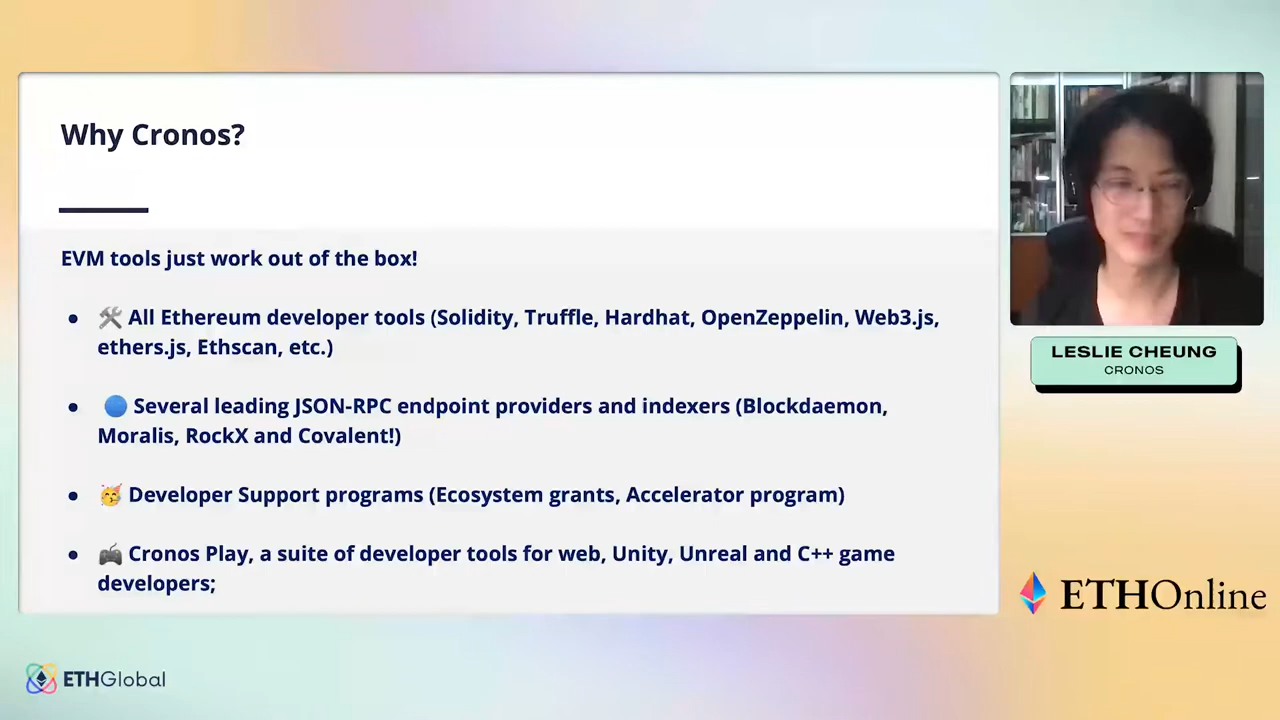 Why Cronos?
EVM tools just work out of the box!
• 🛠 All Ethereum developer tools (Solidity, Truffle, Hardhat, OpenZeppelin, Web3.js,
ethers.js, Ethscan, etc.)
• 🔵 Several leading JSON-RPC endpoint providers and indexers (Blockdaemon,
Moralis, RockX and Covalent!)
• 🥳 Developer Support programs (Ecosystem grants, Accelerator program)
• 🎮 Cronos Play, a suite of developer tools for web, Unity, Unreal and C++ game
developers;
LESLIE CHEUNG
CRONOS
ETHOnline
ETHGlobal